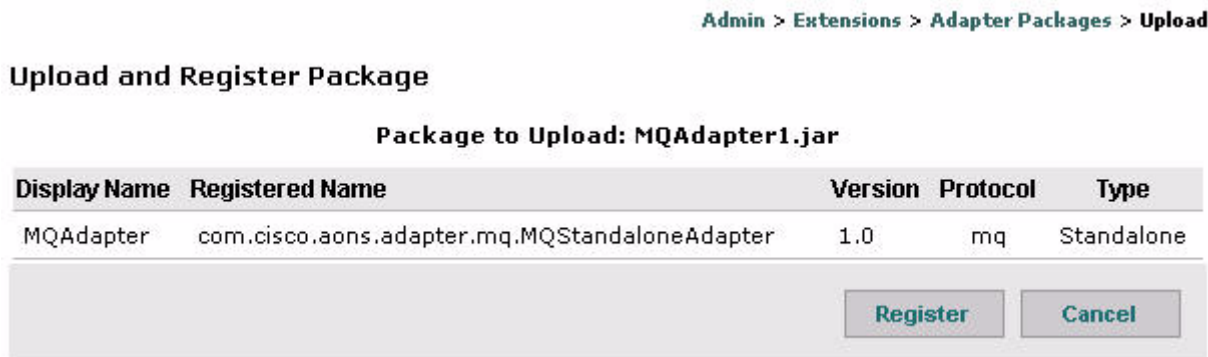 Admin > Extensions > Adapter Packages > Upload
Upload and Register Package
Package to Upload: MQAdapter1.jar
Display Name Registered Name Version Protocol Type
MQAdapter com.cisco.aons.adapter.mq.MQStandaloneAdapter 1.0 mq Standalone
Register Cancel